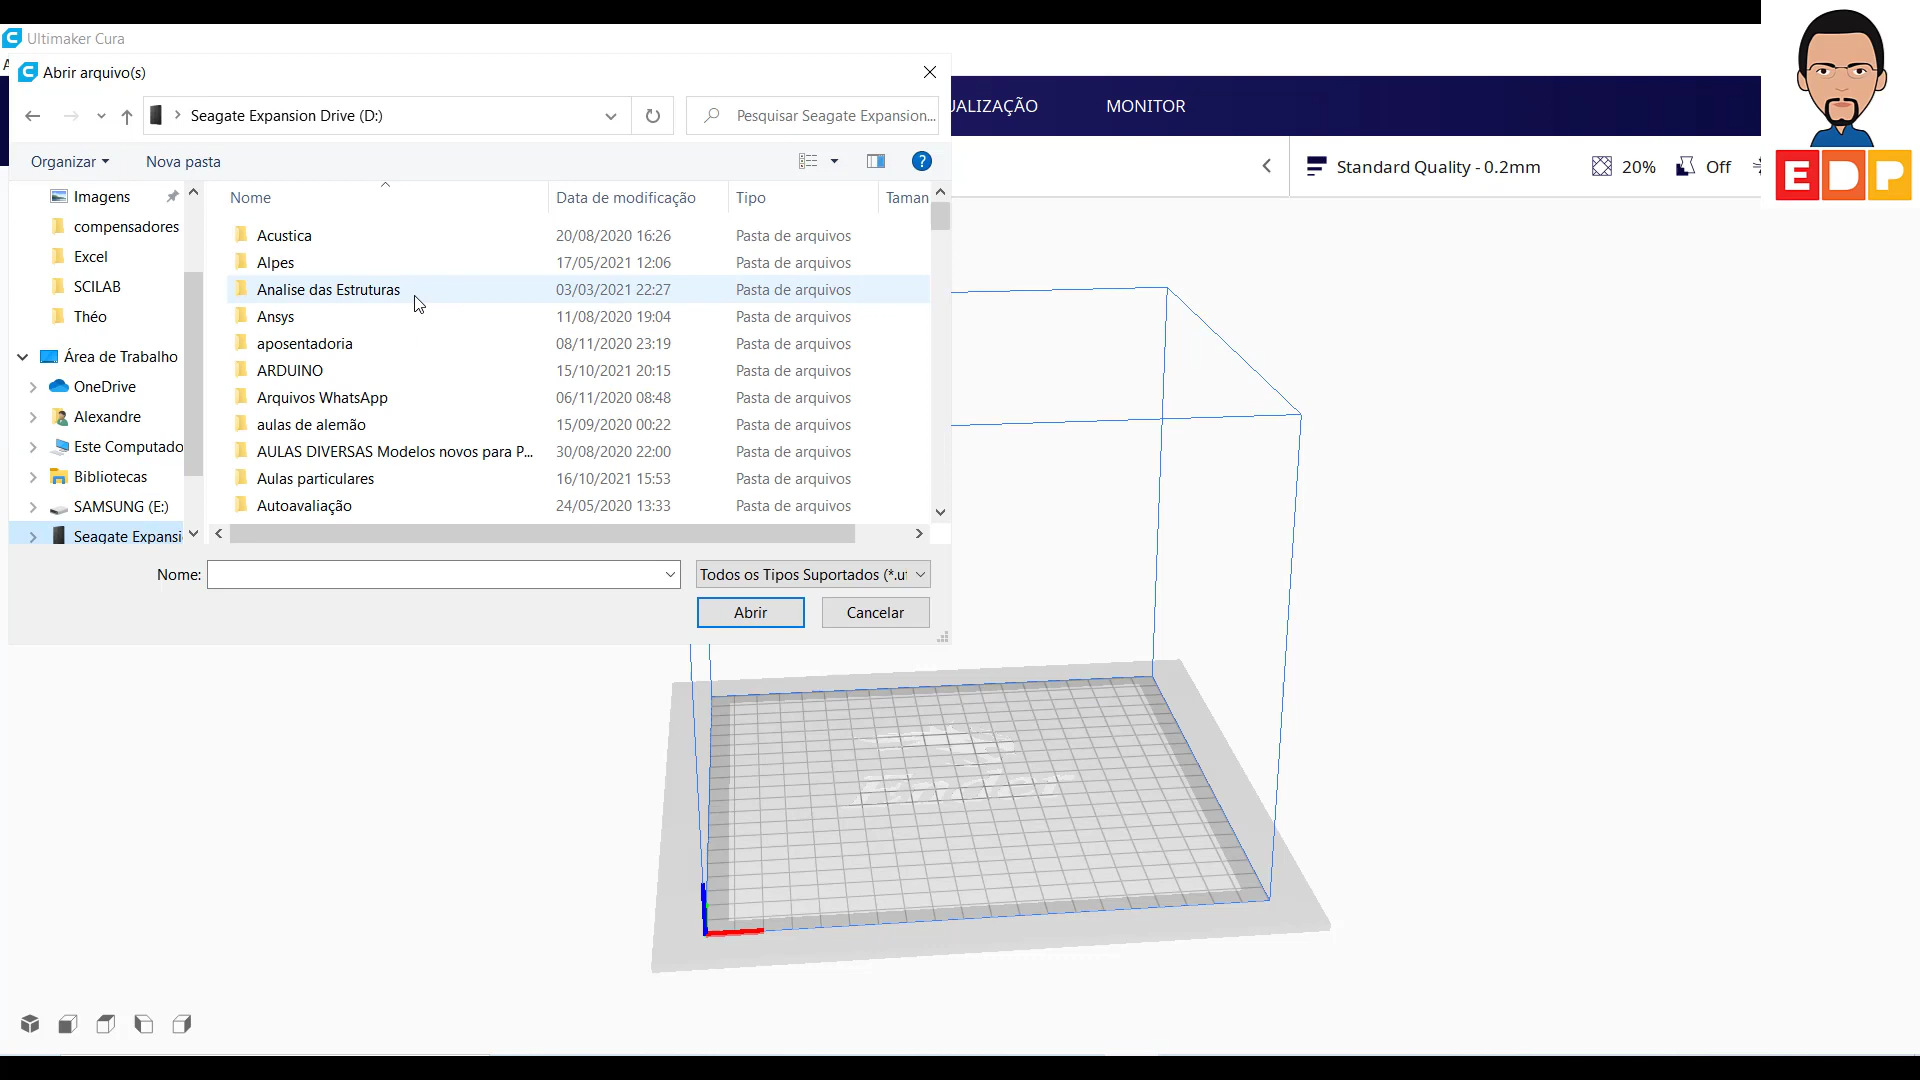 Ultimaker Cura
Abrir arquivo(s)
Seagate Expansion Drive (D:)
Pesquisar Seagate Expansion...
UALIZAÇÃO
MONITOR
EDP
Organizar
Nova pasta
?
Standard Quality - 0.2mm
20%
Off
Nome
Data de modificação
Tipo
Taman
Imagens
compensadores
Excel
SCILAB
Théo
Área de Trabalho
OneDrive
Alexandre
Este Computado
Bibliotecas
SAMSUNG (E:)
Seagate Expansi
Acustica 20/08/2020 16:26 Pasta de arquivos
Alpes 17/05/2021 12:06 Pasta de arquivos
Analise das Estruturas 03/03/2021 22:27 Pasta de arquivos
Ansys 11/08/2020 19:04 Pasta de arquivos
aposentadoria 08/11/2020 23:19 Pasta de arquivos
ARDUINO 15/10/2021 20:15 Pasta de arquivos
Arquivos WhatsApp 06/11/2020 08:48 Pasta de arquivos
aulas de alemão 15/09/2020 00:22 Pasta de arquivos
AULAS DIVERSAS Modelos novos para P... 30/08/2020 22:00 Pasta de arquivos
Aulas particulares 16/10/2021 15:53 Pasta de arquivos
Autoavaliação 24/05/2020 13:33 Pasta de arquivos
Nome:
Todos os Tipos Suportados (*.uf
Abrir
Cancelar
Ender